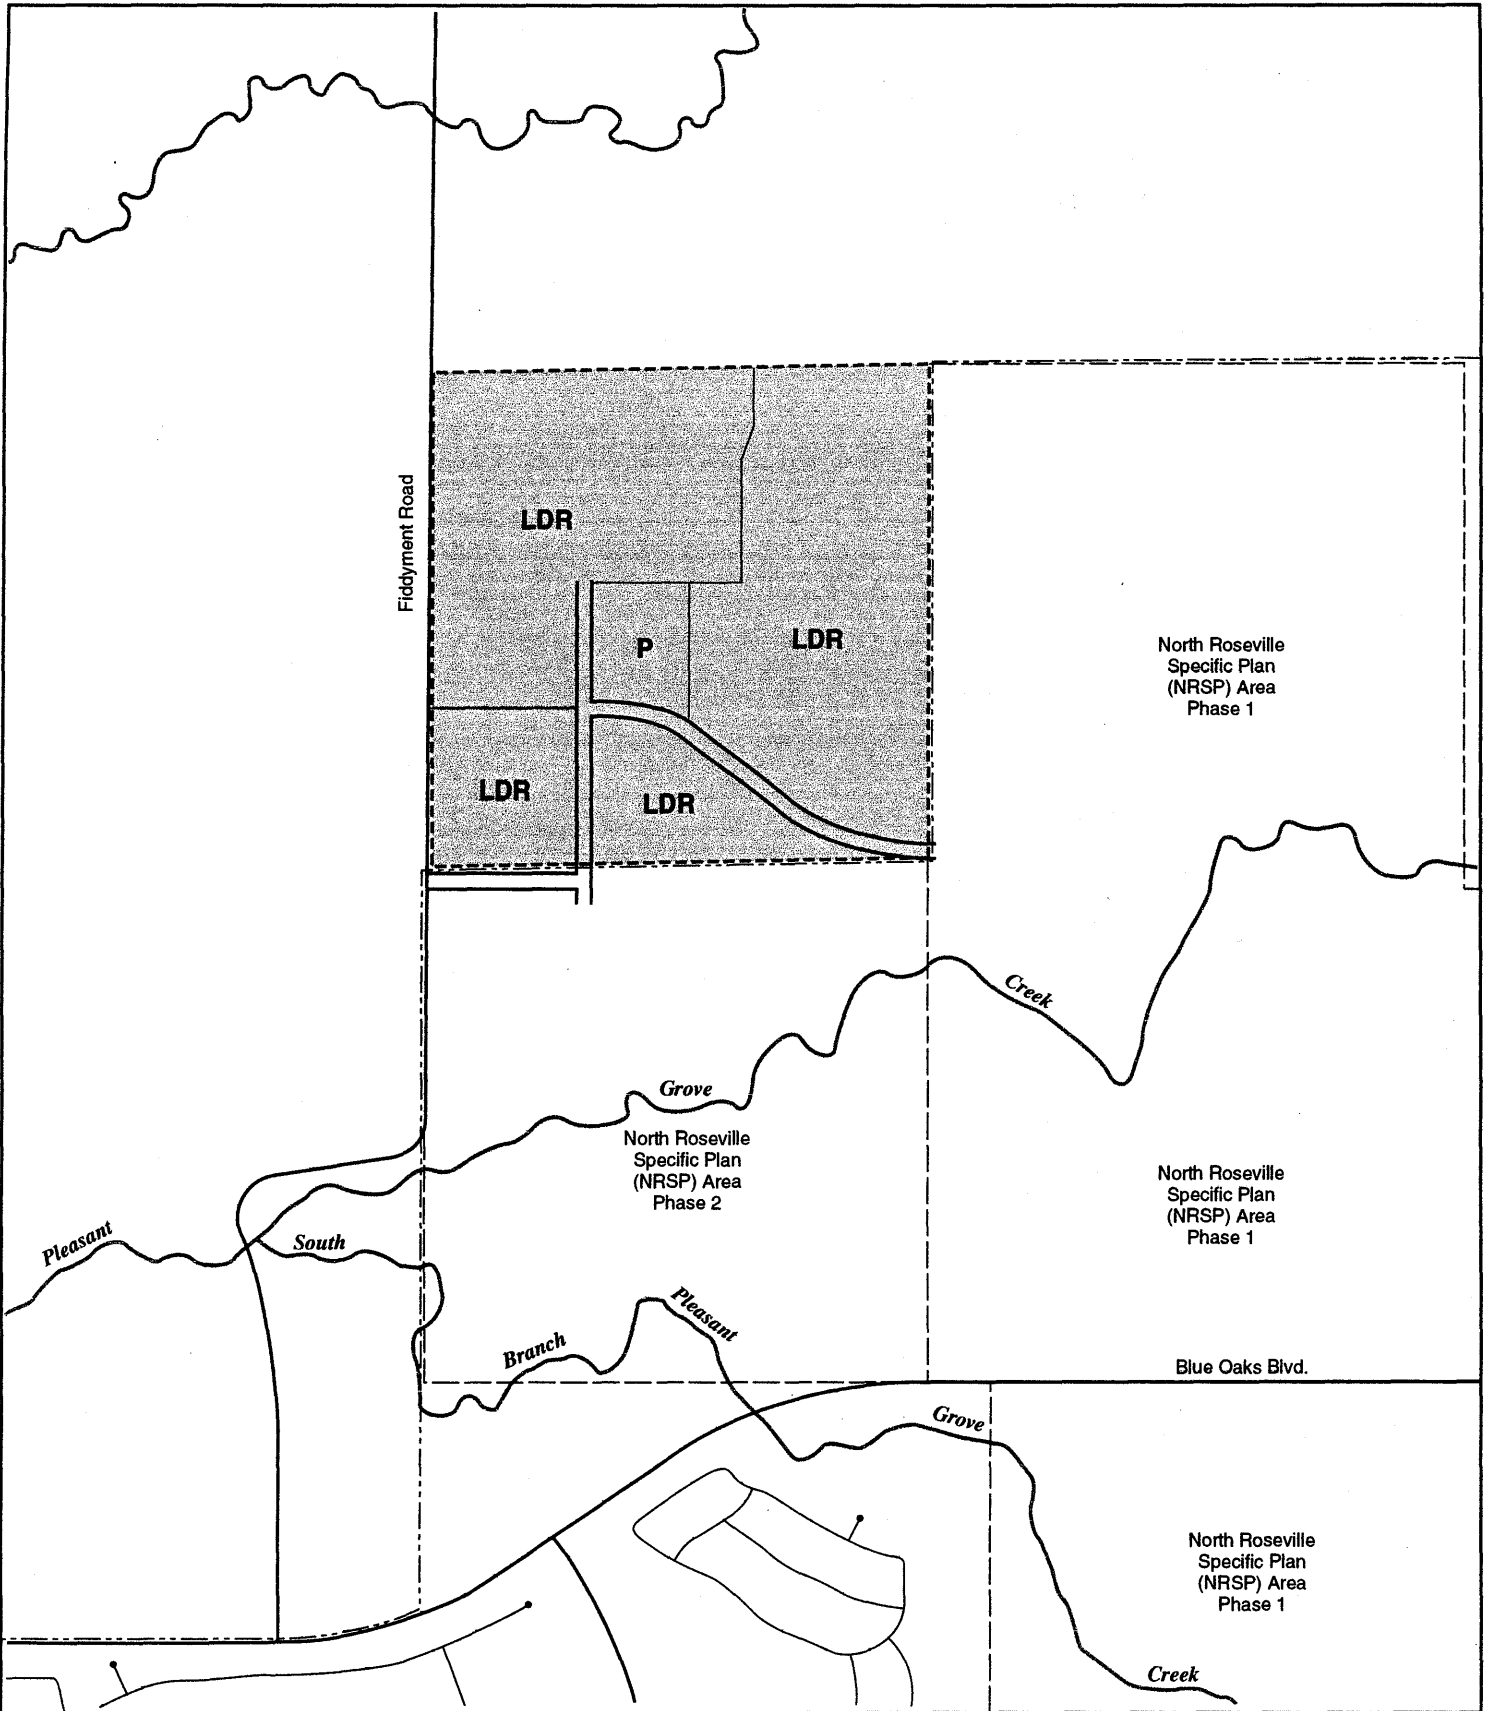 Fiddyment Road
LDR
P
LDR
LDR
LDR
North Roseville
Specific Plan
(NRSP) Area
Phase 1
Creek
Grove
North Roseville
Specific Plan
(NRSP) Area
Phase 2
North Roseville
Specific Plan
(NRSP) Area
Phase 1
Pleasant
South
Pleasant
Branch
Blue Oaks Blvd.
Grove
North Roseville
Specific Plan
(NRSP) Area
Phase 1
Creek